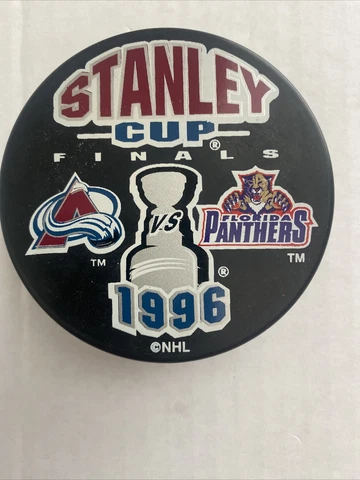 STANLEY
CUP®
FINALS
VS
FLORIDA
PANTHERS
™
®
™
1996
©NHL